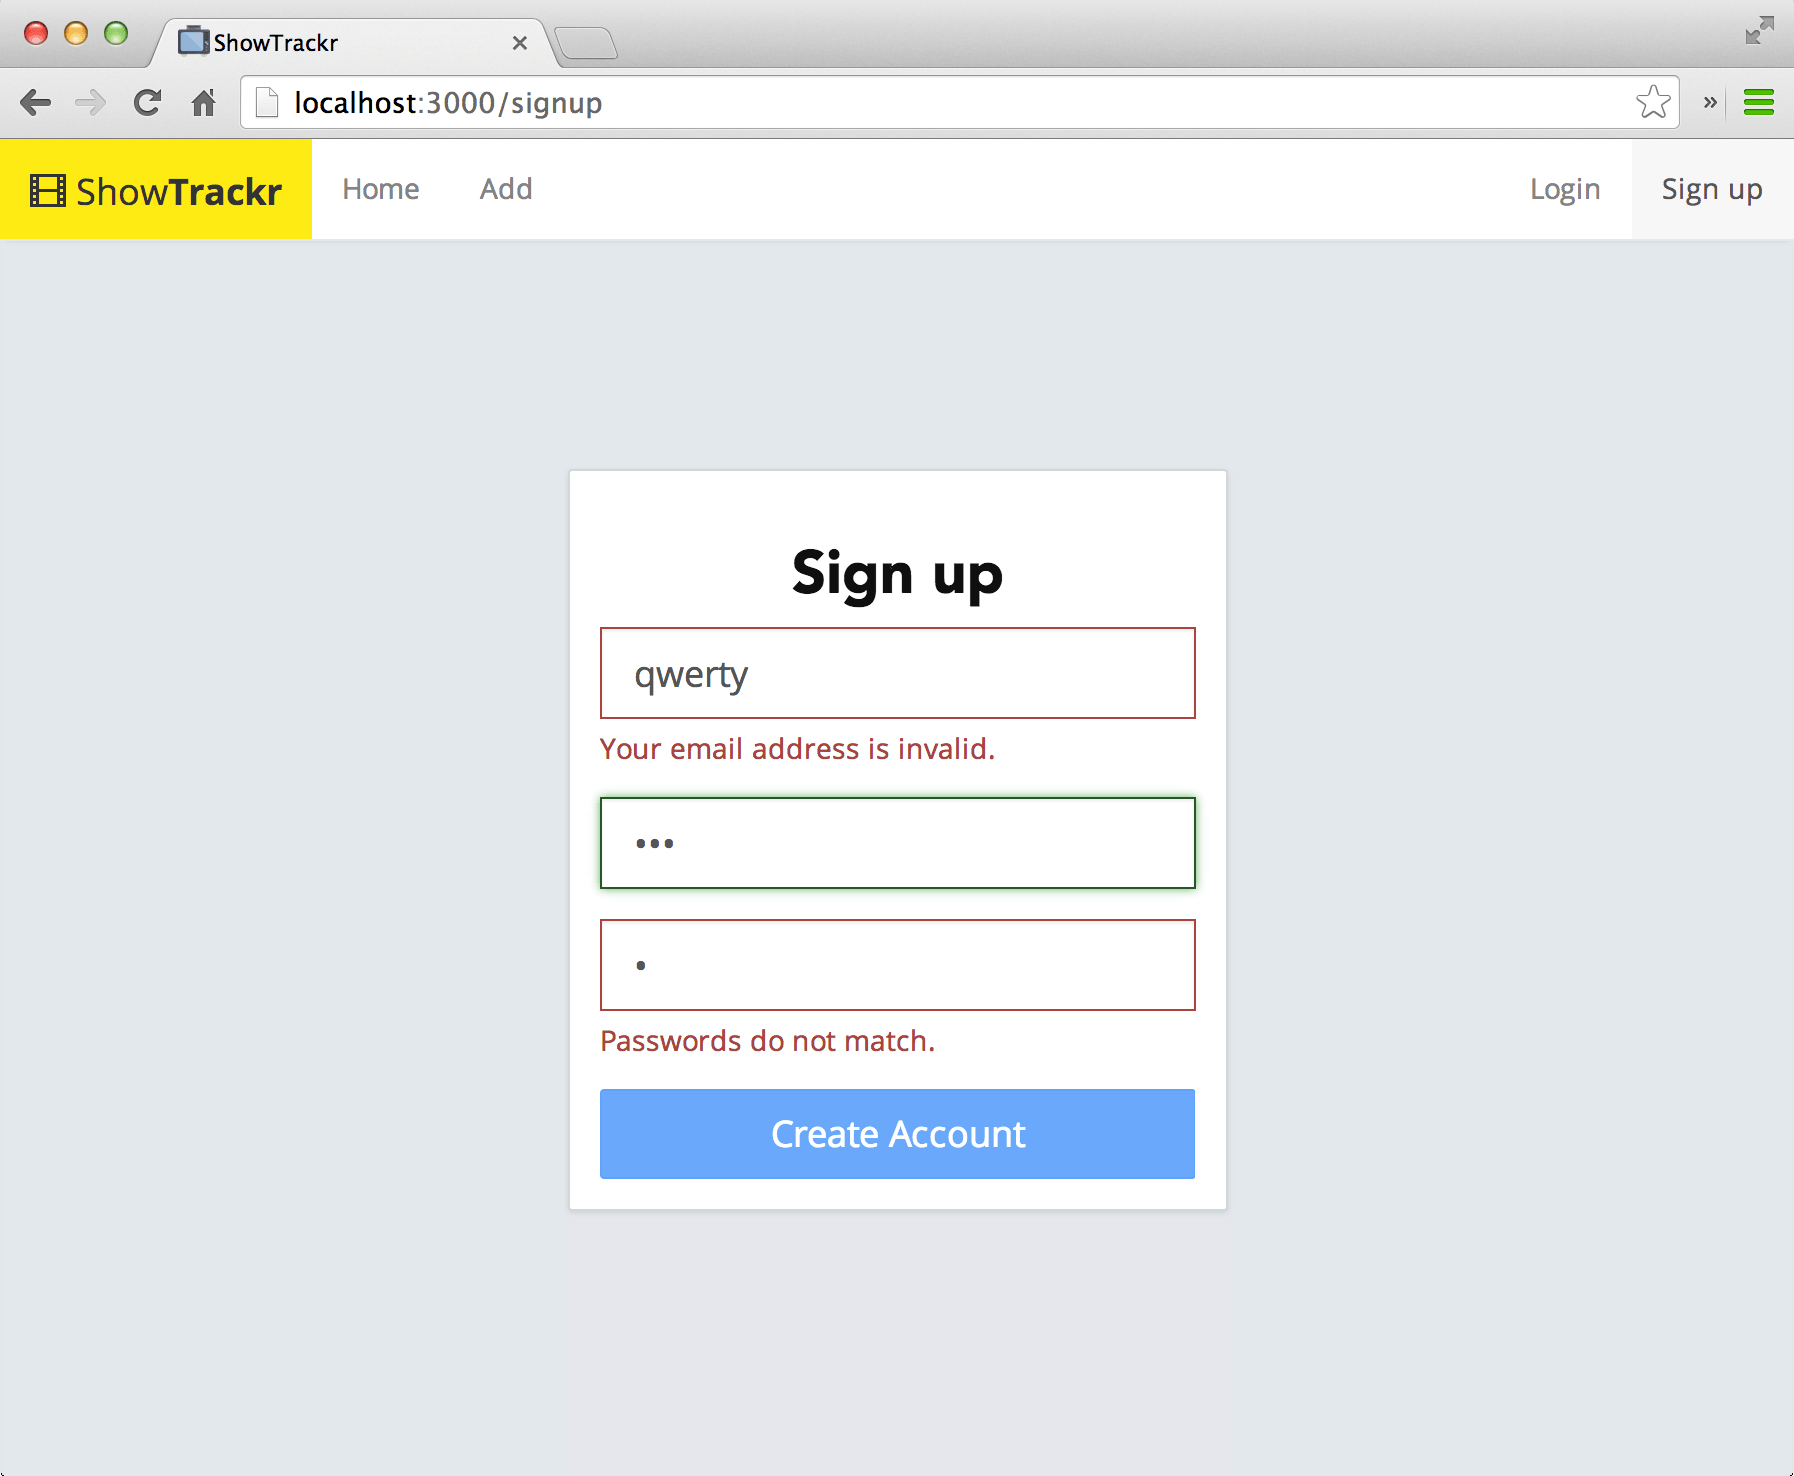 ShowTrackr
localhost:3000/signup
ShowTrackr Home Add Login Sign up
Sign up
qwerty
Your email address is invalid.
•••
•
Passwords do not match.
Create Account